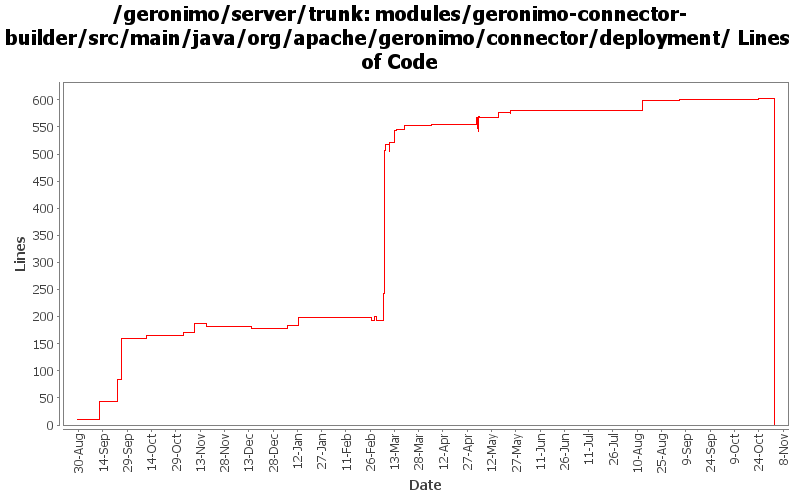 /geronimo/server/trunk: modules/geronimo-connector-
builder/src/main/java/org/apache/geronimo/connector/deployment/ Lines
of Code
Lines
600
550
500
450
400
350
300
250
200
150
100
50
0
30-Aug
14-Sep
29-Sep
14-Oct
29-Oct
13-Nov
28-Nov
13-Dec
28-Dec
12-Jan
27-Jan
11-Feb
26-Feb
13-Mar
28-Mar
12-Apr
27-Apr
12-May
27-May
11-Jun
26-Jun
11-Jul
26-Jul
10-Aug
25-Aug
9-Sep
24-Sep
9-Oct
24-Oct
8-Nov
Date